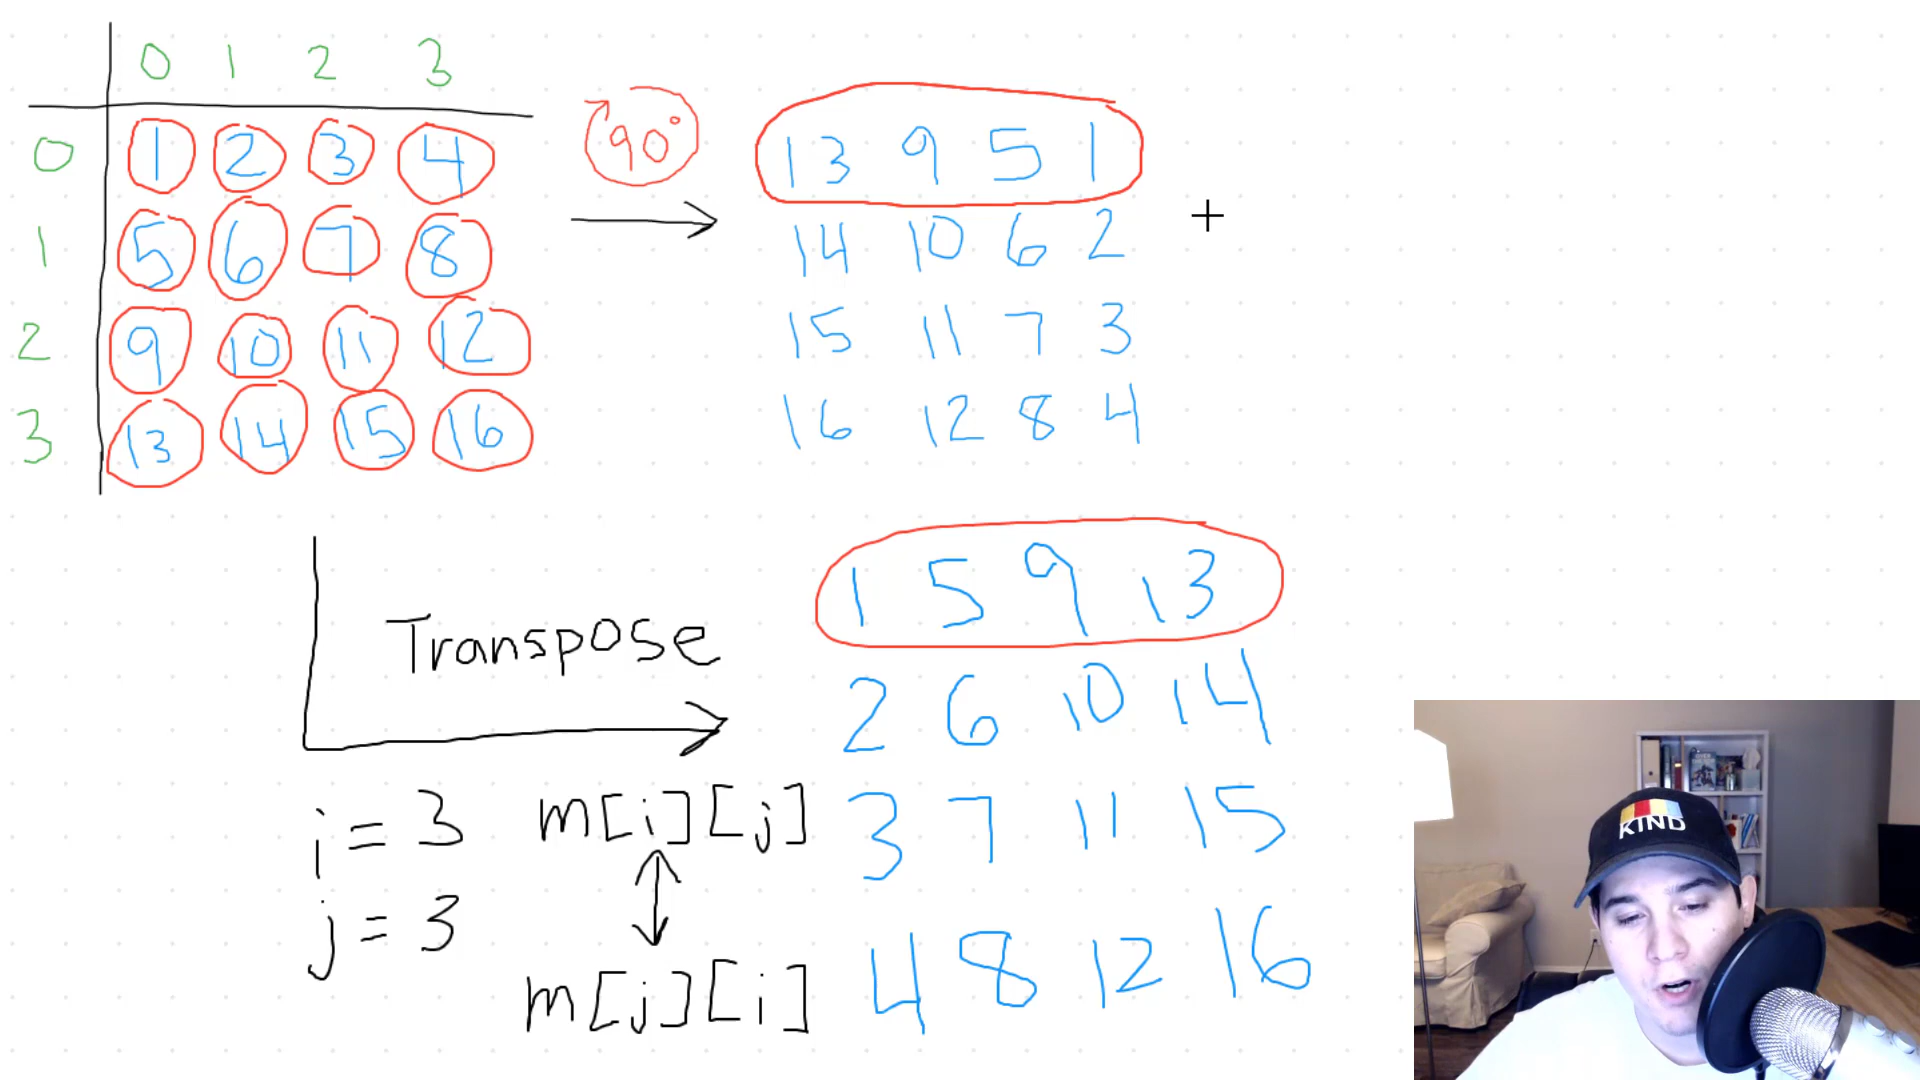 0 1 2 3
0 1 2 3 4
1 5 6 7 8
2 9 10 11 12
3 13 14 15 16
90°
13 9 5 1
14 10 6 2
15 11 7 3
16 12 8 4
Transpose
1 5 9 13
2 6 10 14
3 7 11 15
4 8 12 16
i = 3
j = 3
m[i][j]
m[j][i]
KIND